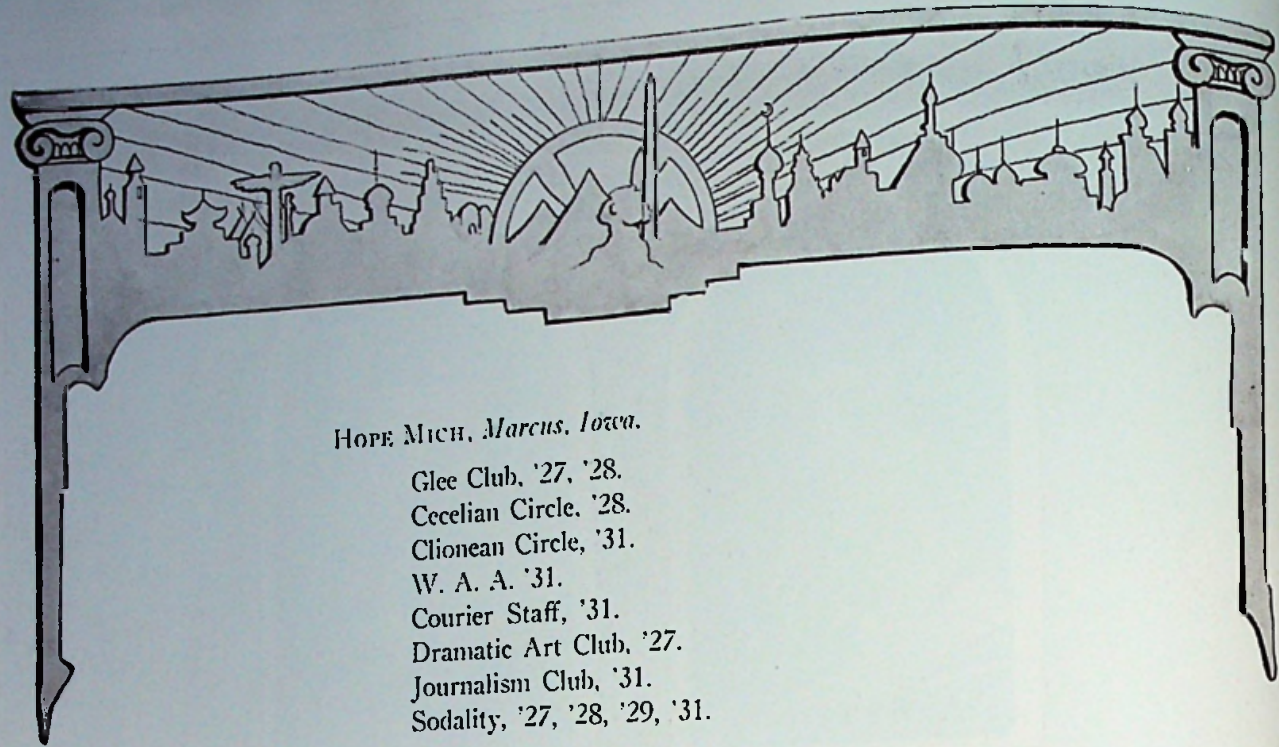 HOPE MICH, Marcus, Iowa.
Glee Club, '27, '28.
Cecelian Circle, '28.
Clionean Circle, '31.
W. A. A. '31.
Courier Staff, '31.
Dramatic Art Club, '27.
Journalism Club, '31.
Sodality, '27, '28, '29, '31.